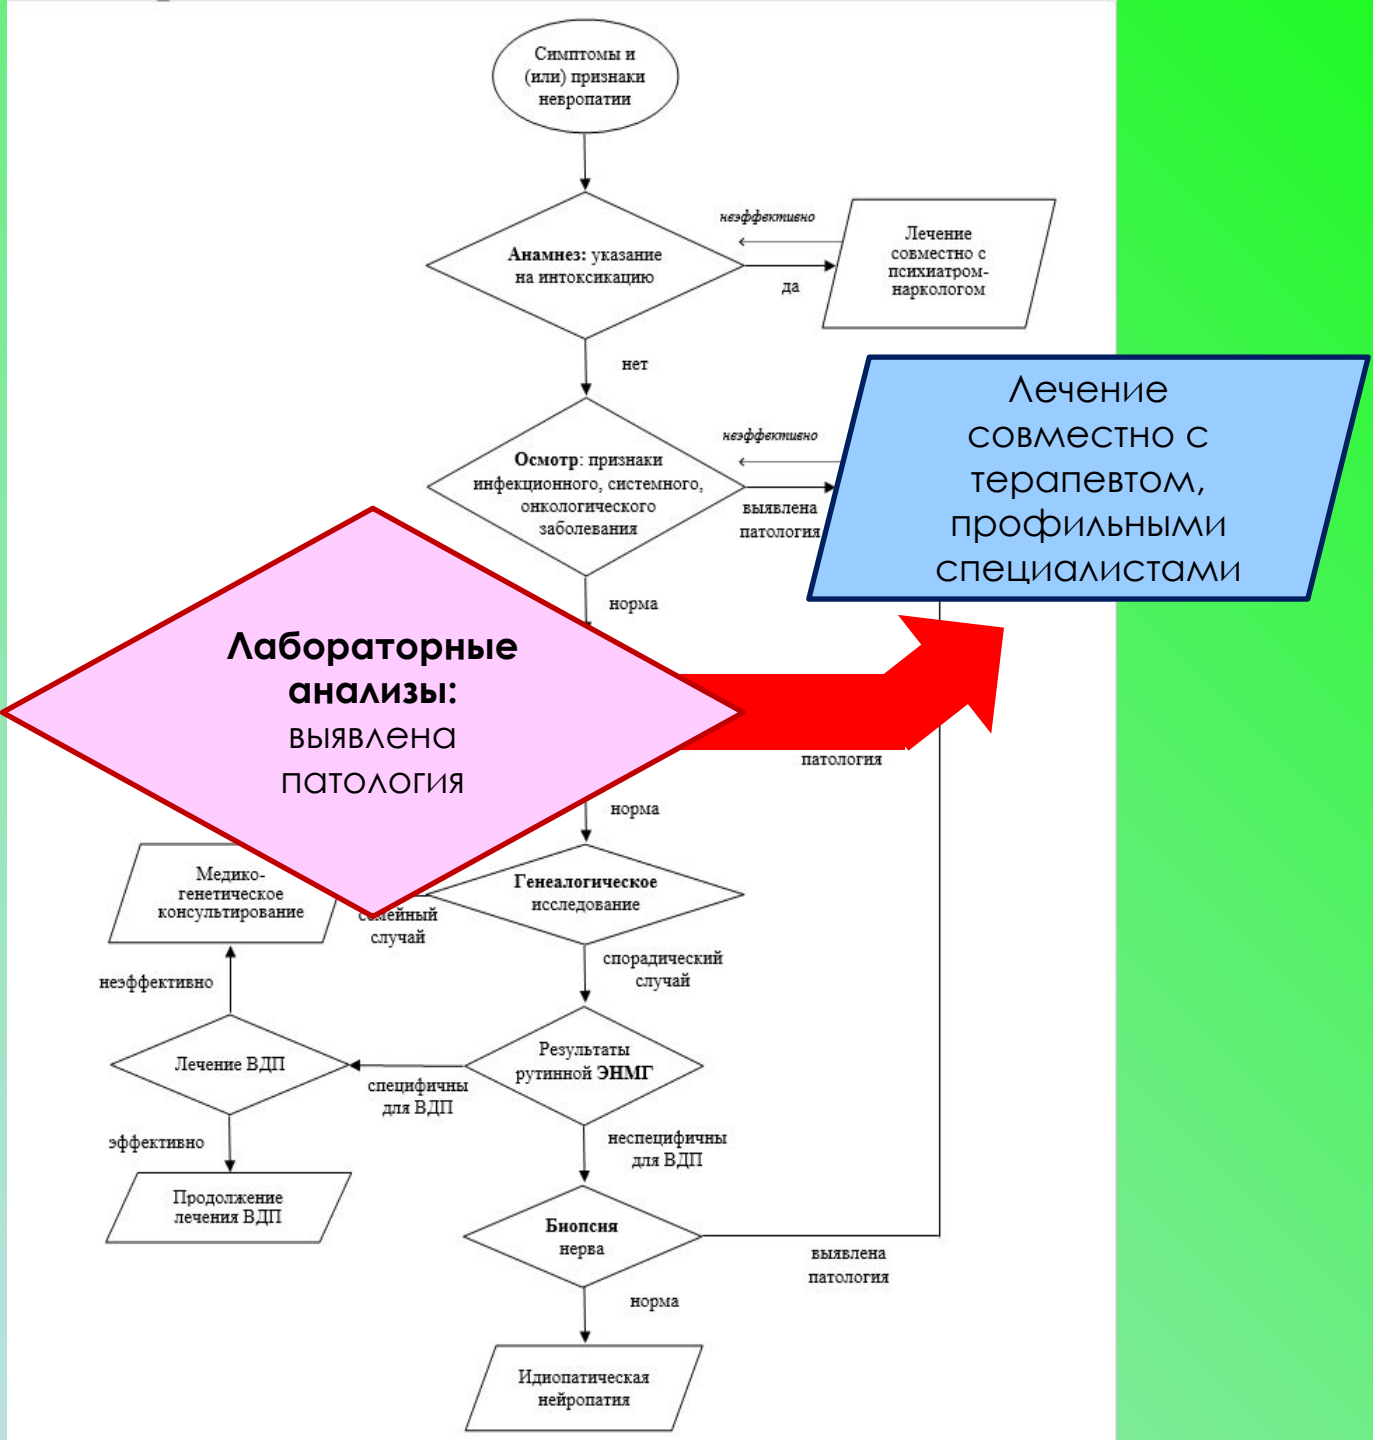 Симптомы и
(или) признаки
невропатии
Анамнез: указание
на интоксикацию
неэффективно
да
Лечение
совместно с
психиатром-
наркологом
нет
Осмотр: признаки
инфекционного, системного,
онкологического
заболевания
неэффективно
выявлена
патология
Лечение
совместно с
терапевтом,
профильными
специалистами
норма
Лабораторные
анализы:
выявлена
патология
патология
норма
Медико-
генетическое
консультирование
семейный
случай
Генеалогическое
исследование
спорадический
случай
неэффективно
Лечение ВДП
специфичны
для ВДП
Результаты
рутинной ЭНМГ
эффективно
неспецифичны
для ВДП
Продолжение
лечения ВДП
Биопсия
нерва
выявлена
патология
норма
Идиопатическая
нейропатия